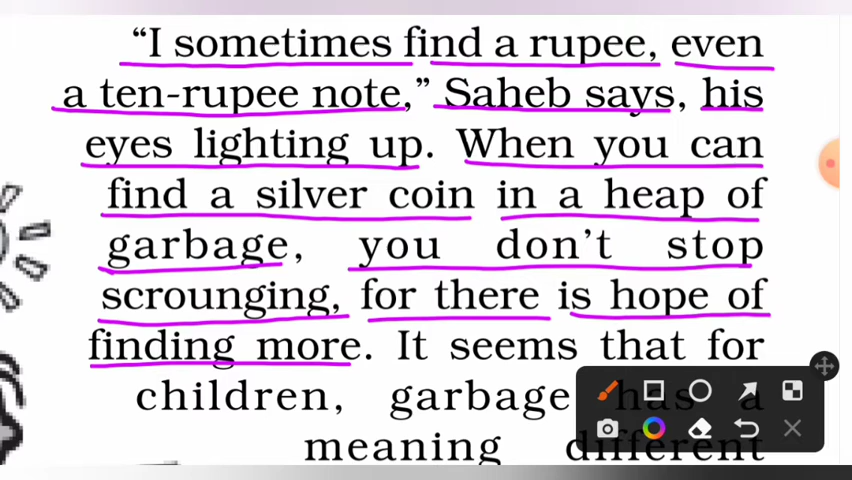 “I sometimes find a rupee, even
a ten-rupee note,” Saheb says, his
eyes lighting up. When you can
find a silver coin in a heap of
garbage, you don’t stop
scrounging, for there is hope of
finding more. It seems that for
children, garbage has a
meaning different